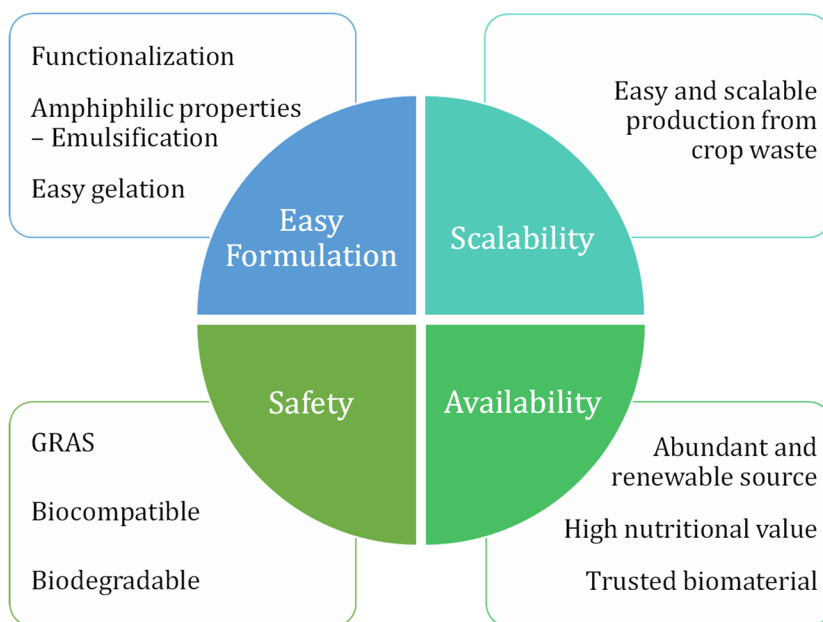 Functionalization
Amphiphilic properties
– Emulsification
Easy gelation
Easy
Formulation
Easy and scalable
production from
crop waste
Scalability
GRAS
Biocompatible
Biodegradable
Safety
Availability
Abundant and
renewable source
High nutritional value
Trusted biomaterial